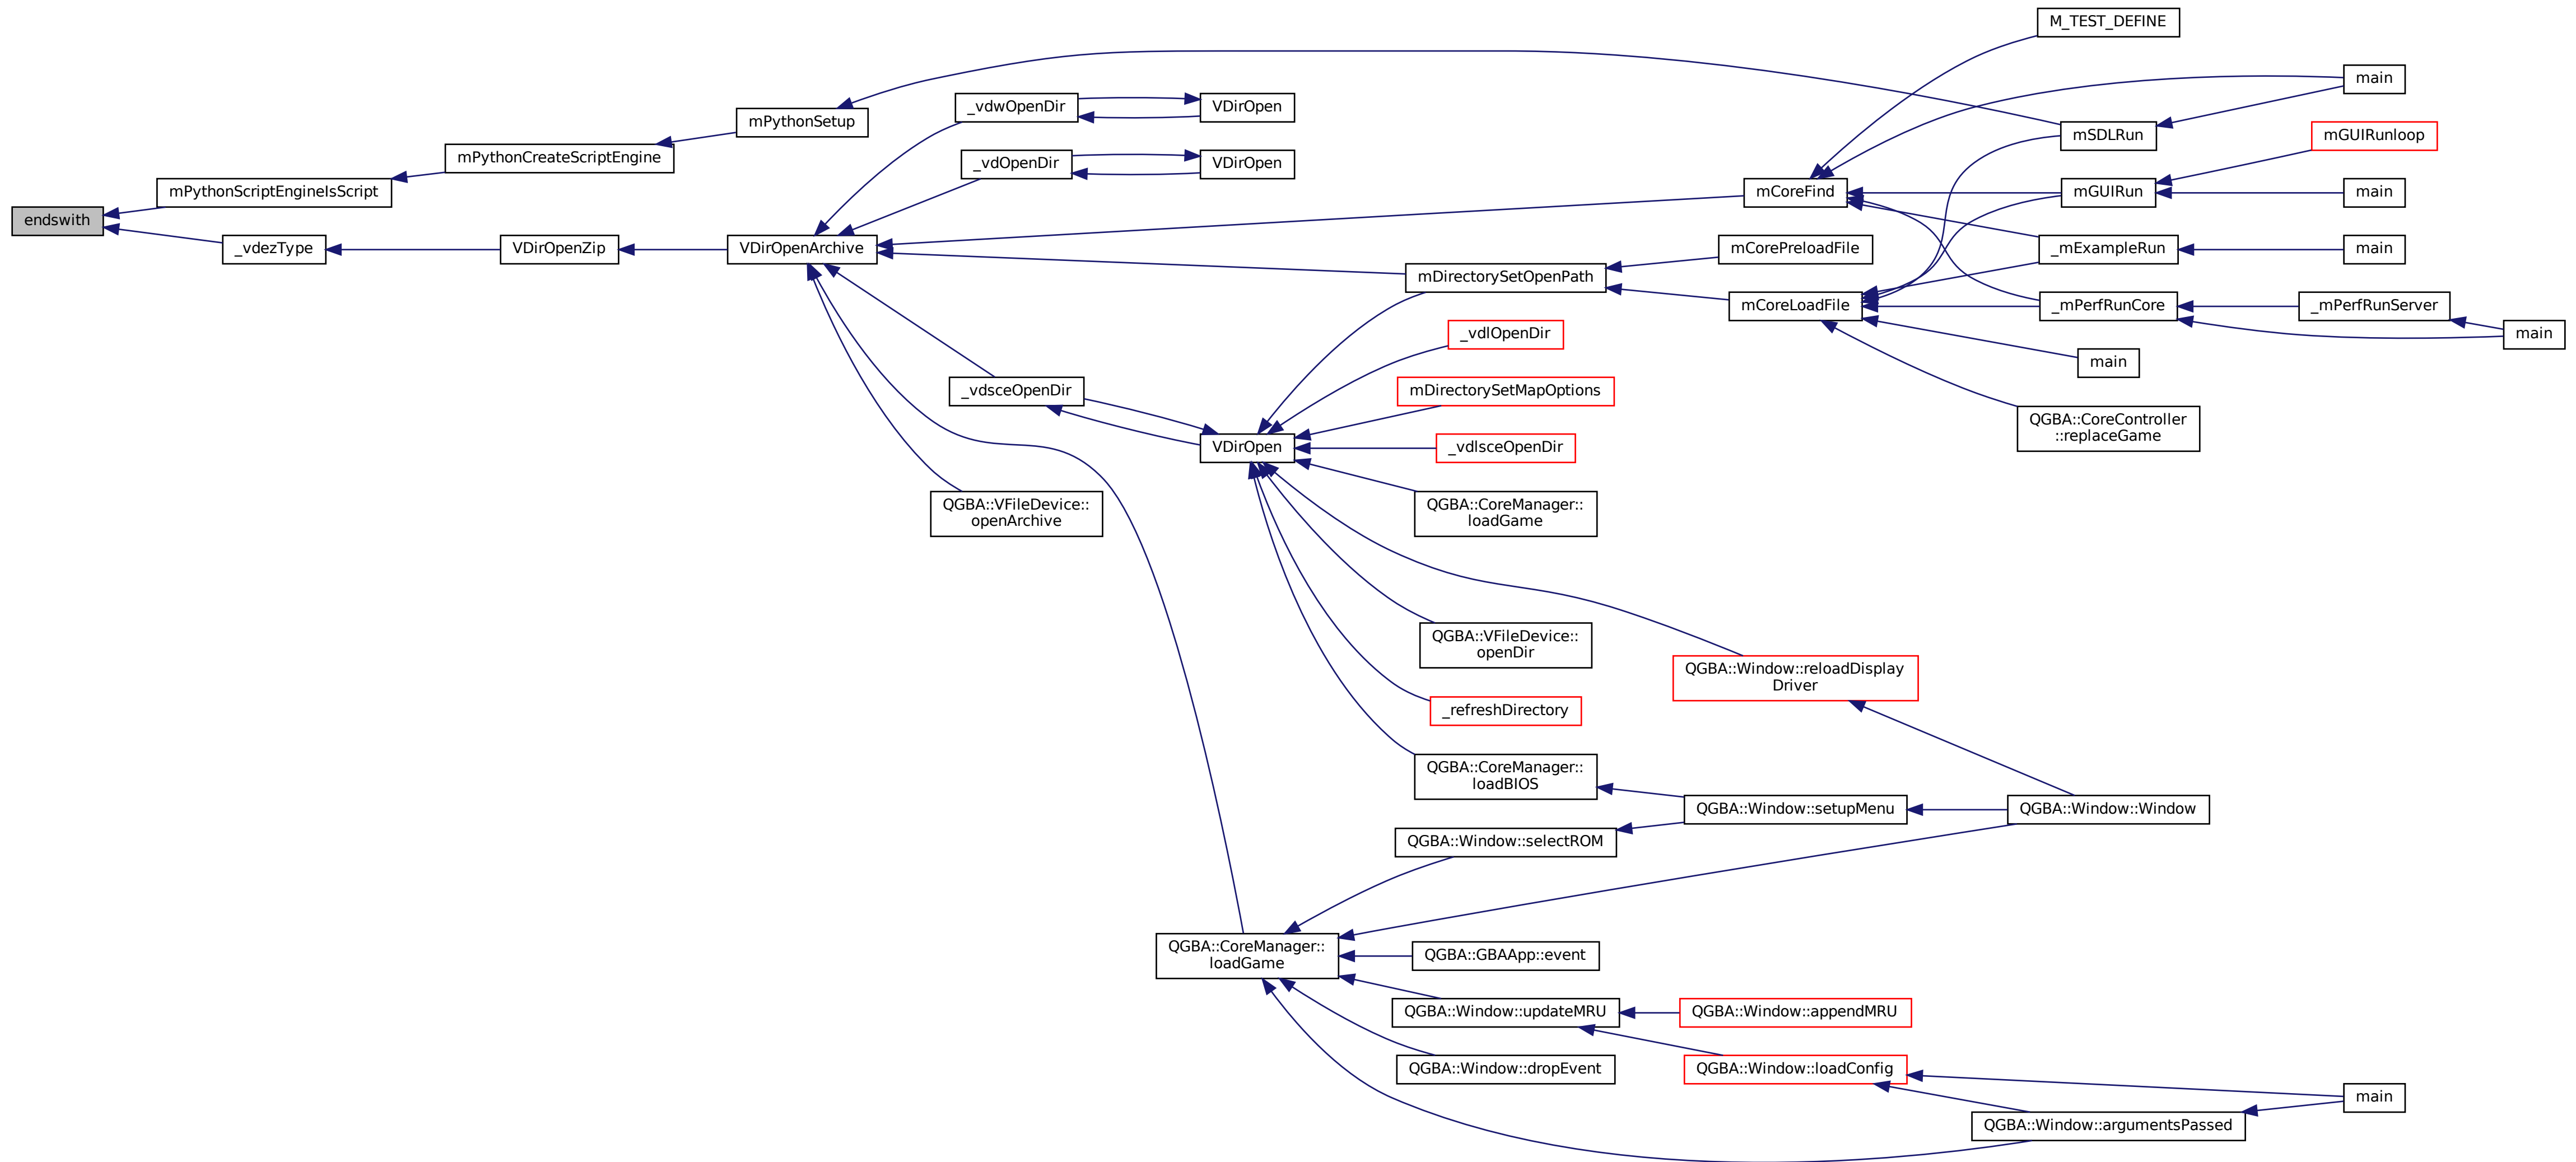 endswith
mPythonScriptEngineIsScript
mPythonCreateScriptEngine
mPythonSetup
_vdezType
VDirOpenZip
VDirOpenArchive
_vdwOpenDir
VDirOpen
_vdOpenDir
VDirOpen
_vdsceOpenDir
QGBA::VFileDevice::
openArchive
VDirOpen
mDirectorySetOpenPath
_vdlOpenDir
mDirectorySetMapOptions
_vdlsceOpenDir
QGBA::CoreManager::
loadGame
QGBA::VFileDevice::
openDir
_refreshDirectory
QGBA::CoreManager::
loadBIOS
QGBA::Window::selectROM
QGBA::CoreManager::
loadGame
QGBA::GBAApp::event
QGBA::Window::updateMRU
QGBA::Window::dropEvent
mCoreFind
mCorePreloadFile
mCoreLoadFile
QGBA::Window::reloadDisplay
Driver
QGBA::Window::setupMenu
QGBA::Window::appendMRU
QGBA::Window::loadConfig
M_TEST_DEFINE
mSDLRun
mGUIRun
_mExampleRun
_mPerfRunCore
main
QGBA::CoreController
::replaceGame
QGBA::Window::Window
QGBA::Window::argumentsPassed
main
mGUIRunloop
main
main
_mPerfRunServer
main
main